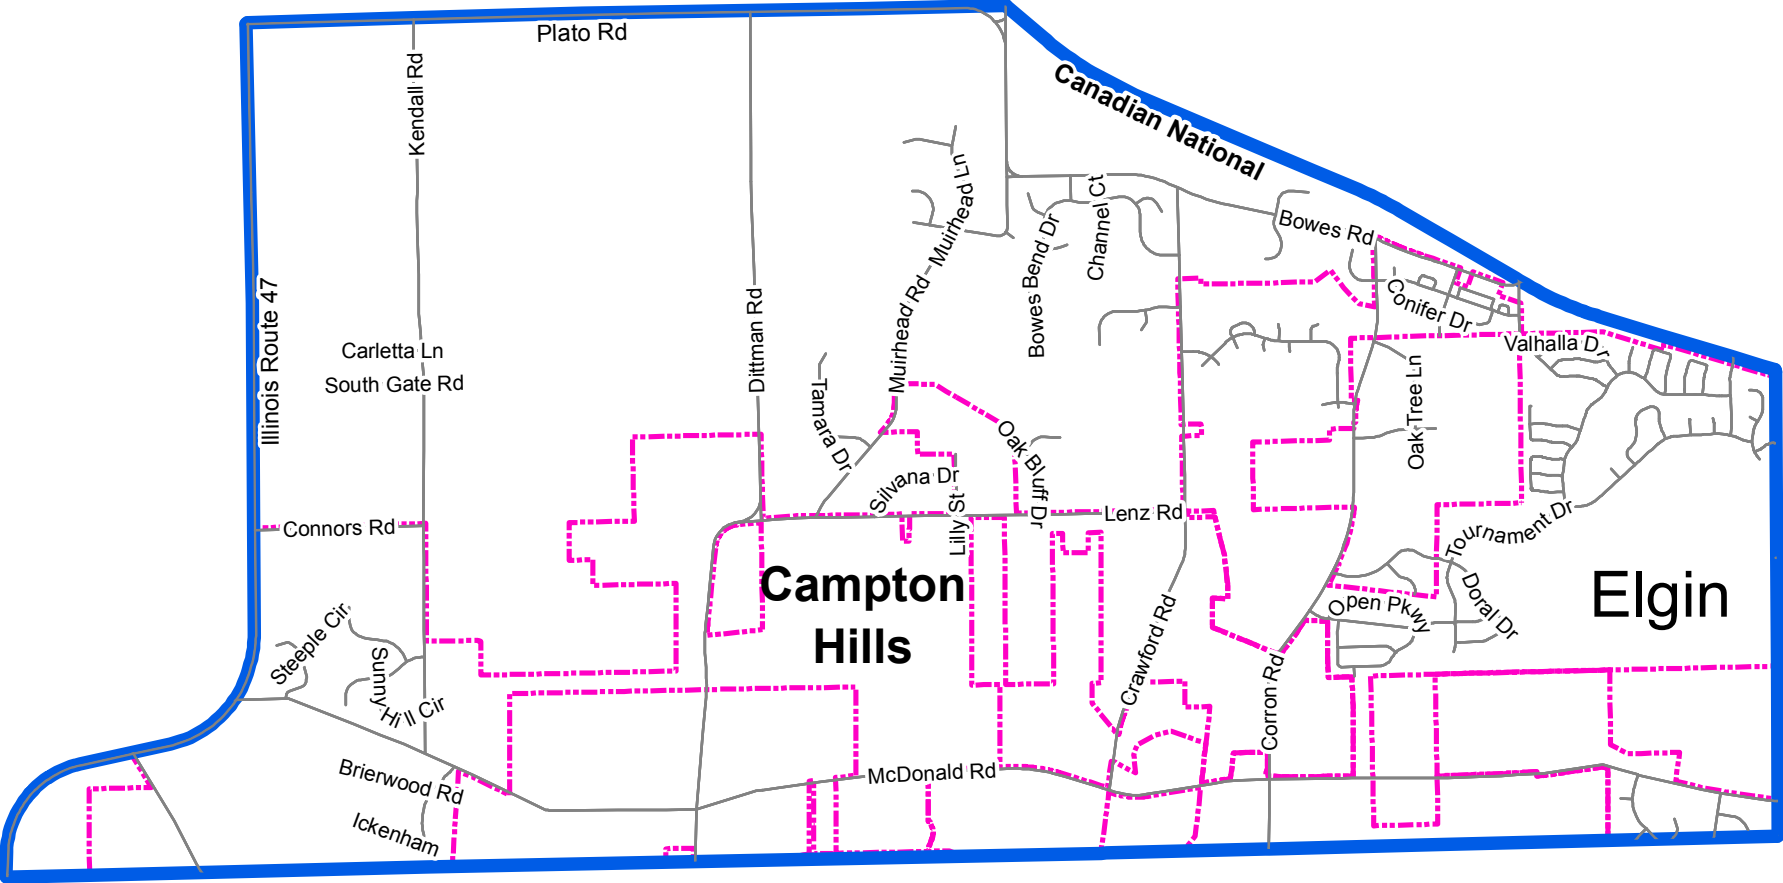 Plato Rd
Kendall Rd
Canadian National
Muirhead Ln
Channel Ct
Bowes Bend Dr
Bowes Rd
Illinois Route 47
Dittman Rd
Muirhead Rd
Conifer Dr
Carletta Ln
Valhalla Dr
South Gate Rd
Tamara Dr
Oak Tree Ln
Oak Bluff Dr
Silvana Dr
Lilly St
Connors Rd
Lenz Rd
Tournament Dr
Campton
Hills
Elgin
Steeple Cir
Sunny Hill Cir
Crawford Rd
Open Pkwy
Doral Dr
Corron Rd
Brierwood Rd
McDonald Rd
Ickenham